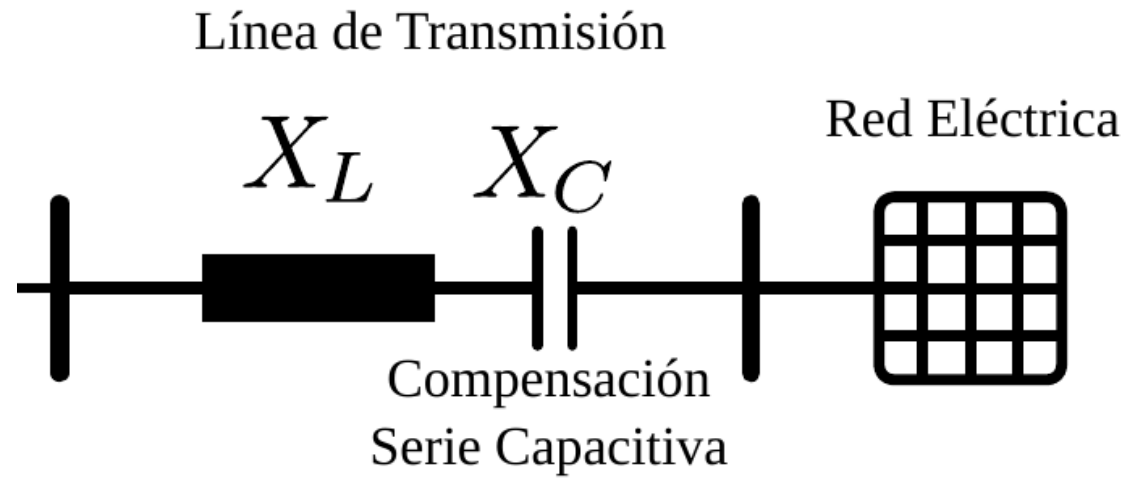 Línea de Transmisión
Red Eléctrica
X_L
X_C
Compensación
Serie Capacitiva